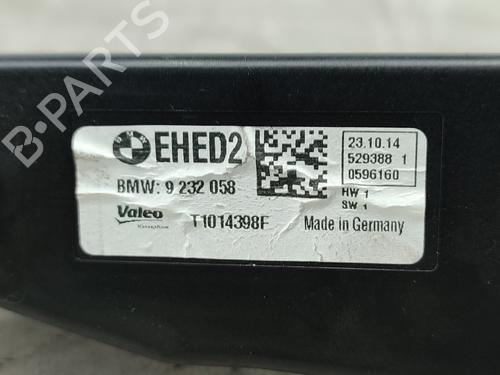 EHED2
BMW: 9 232 058
Valeo
T1014398F
23.10.14
529388 1
0596160
HW 1
SW 1
Made in Germany
B-PARTS